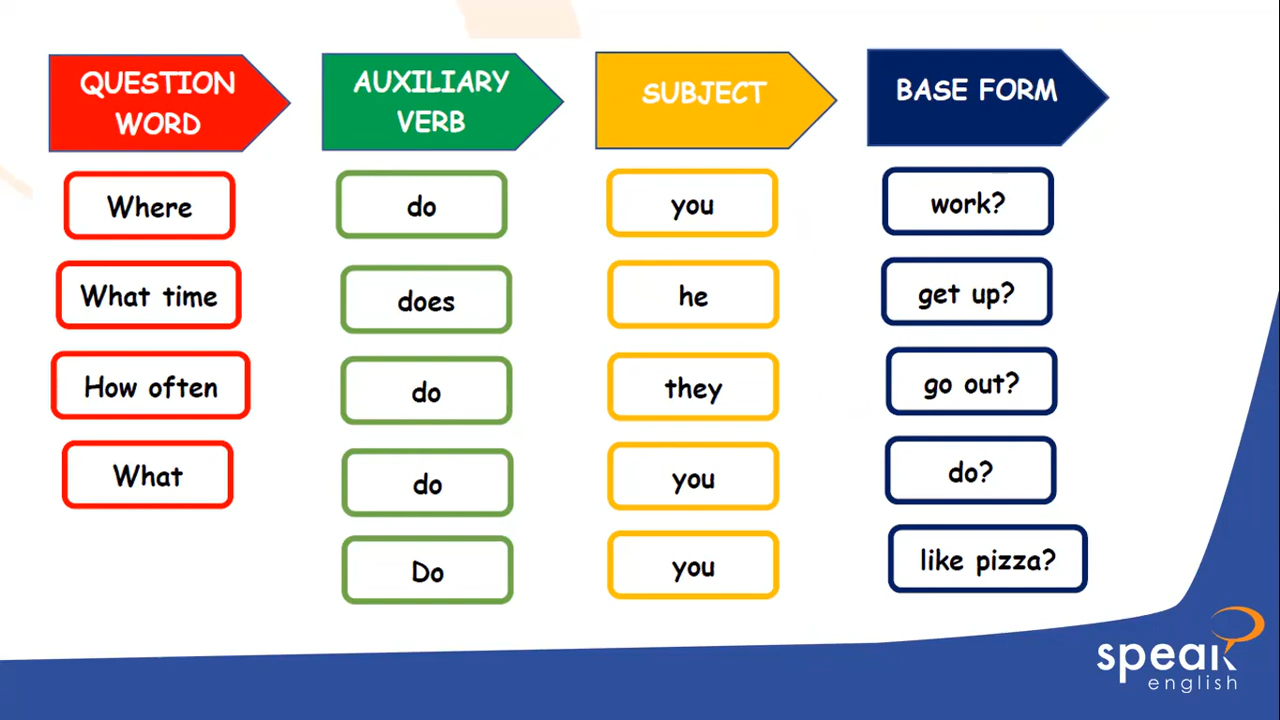 QUESTION
WORD
AUXILIARY
VERB
SUBJECT
BASE FORM
Where
do
you
work?
What time
does
he
get up?
How often
do
they
go out?
What
do
you
do?
Do
you
like pizza?
speak
english